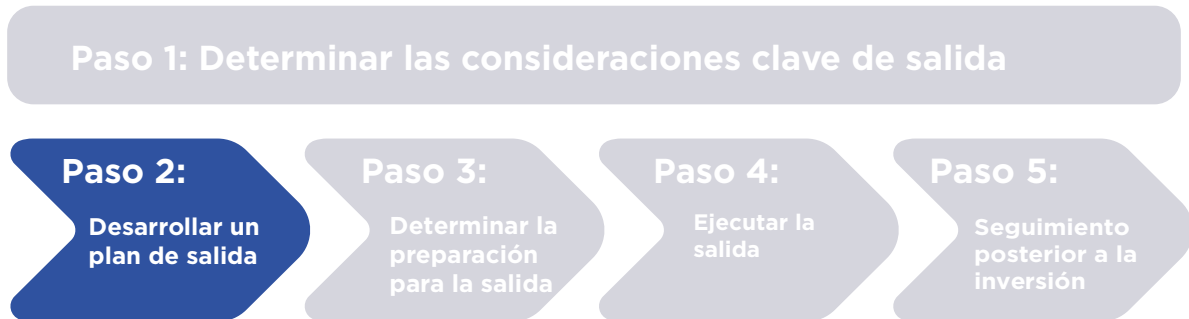 Paso 1: Determinar las consideraciones clave de salida
Paso 2:
Desarrollar un
plan de salida
Paso 3:
Determinar la
preparación
para la salida
Paso 4:
Ejecutar la
salida
Paso 5:
Seguimiento
posterior a la
inversión